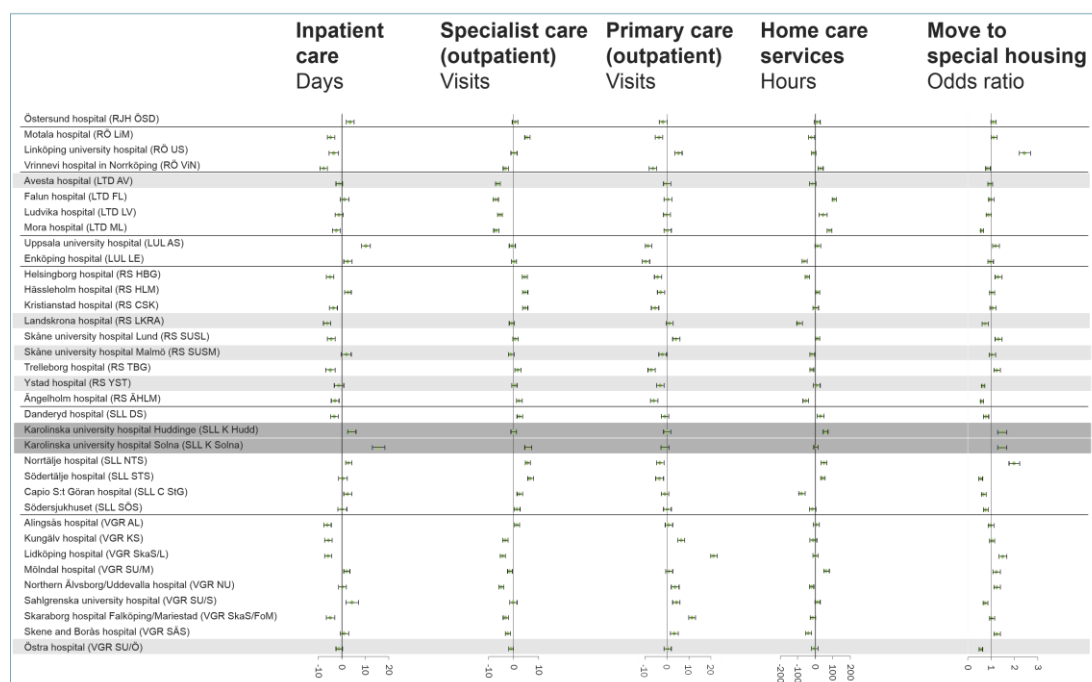 Inpatient
care
Days
Specialist care
(outpatient)
Visits
Primary care
(outpatient)
Visits
Home care
services
Hours
Move to
special housing
Odds ratio
Östersund hospital (RJH ÖSD)
Motala hospital (RÖ LiM)
Linköping university hospital (RÖ US)
Vrinnevi hospital in Norrköping (RÖ ViN)
Avesta hospital (LTD AV)
Falun hospital (LTD FL)
Ludvika hospital (LTD LV)
Mora hospital (LTD ML)
Uppsala university hospital (LUL AS)
Enköping hospital (LUL LE)
Helsingborg hospital (RS HBG)
Hässleholm hospital (RS HLM)
Kristianstad hospital (RS CSK)
Landskrona hospital (RS LKRA)
Skåne university hospital Lund (RS SUSL)
Skåne university hospital Malmö (RS SUSM)
Trelleborg hospital (RS TBG)
Ystad hospital (RS YST)
Ängelholm hospital (RS ÄHLM)
Danderyd hospital (SLL DS)
Karolinska university hospital Huddinge (SLL K Hudd)
Karolinska university hospital Solna (SLL K Solna)
Norrtälje hospital (SLL NTS)
Södertälje hospital (SLL STS)
Capio S:t Göran hospital (SLL C StG)
Södersjukhuset (SLL SÖS)
Alingsås hospital (VGR AL)
Kungälv hospital (VGR KS)
Lidköping hospital (VGR SkaS/L)
Mölndal hospital (VGR SU/M)
Northern Älvsborg/Uddevalla hospital (VGR NU)
Sahlgrenska university hospital (VGR SU/S)
Skaraborg hospital Falköping/Mariestad (VGR SkaS/FoM)
Skene and Borås hospital (VGR SÄS)
Östra hospital (VGR SU/Ö)
-10 0 10 20
-10 0 10
-10 0 10 20
-200 -100 0 100 200
0 1 2 3